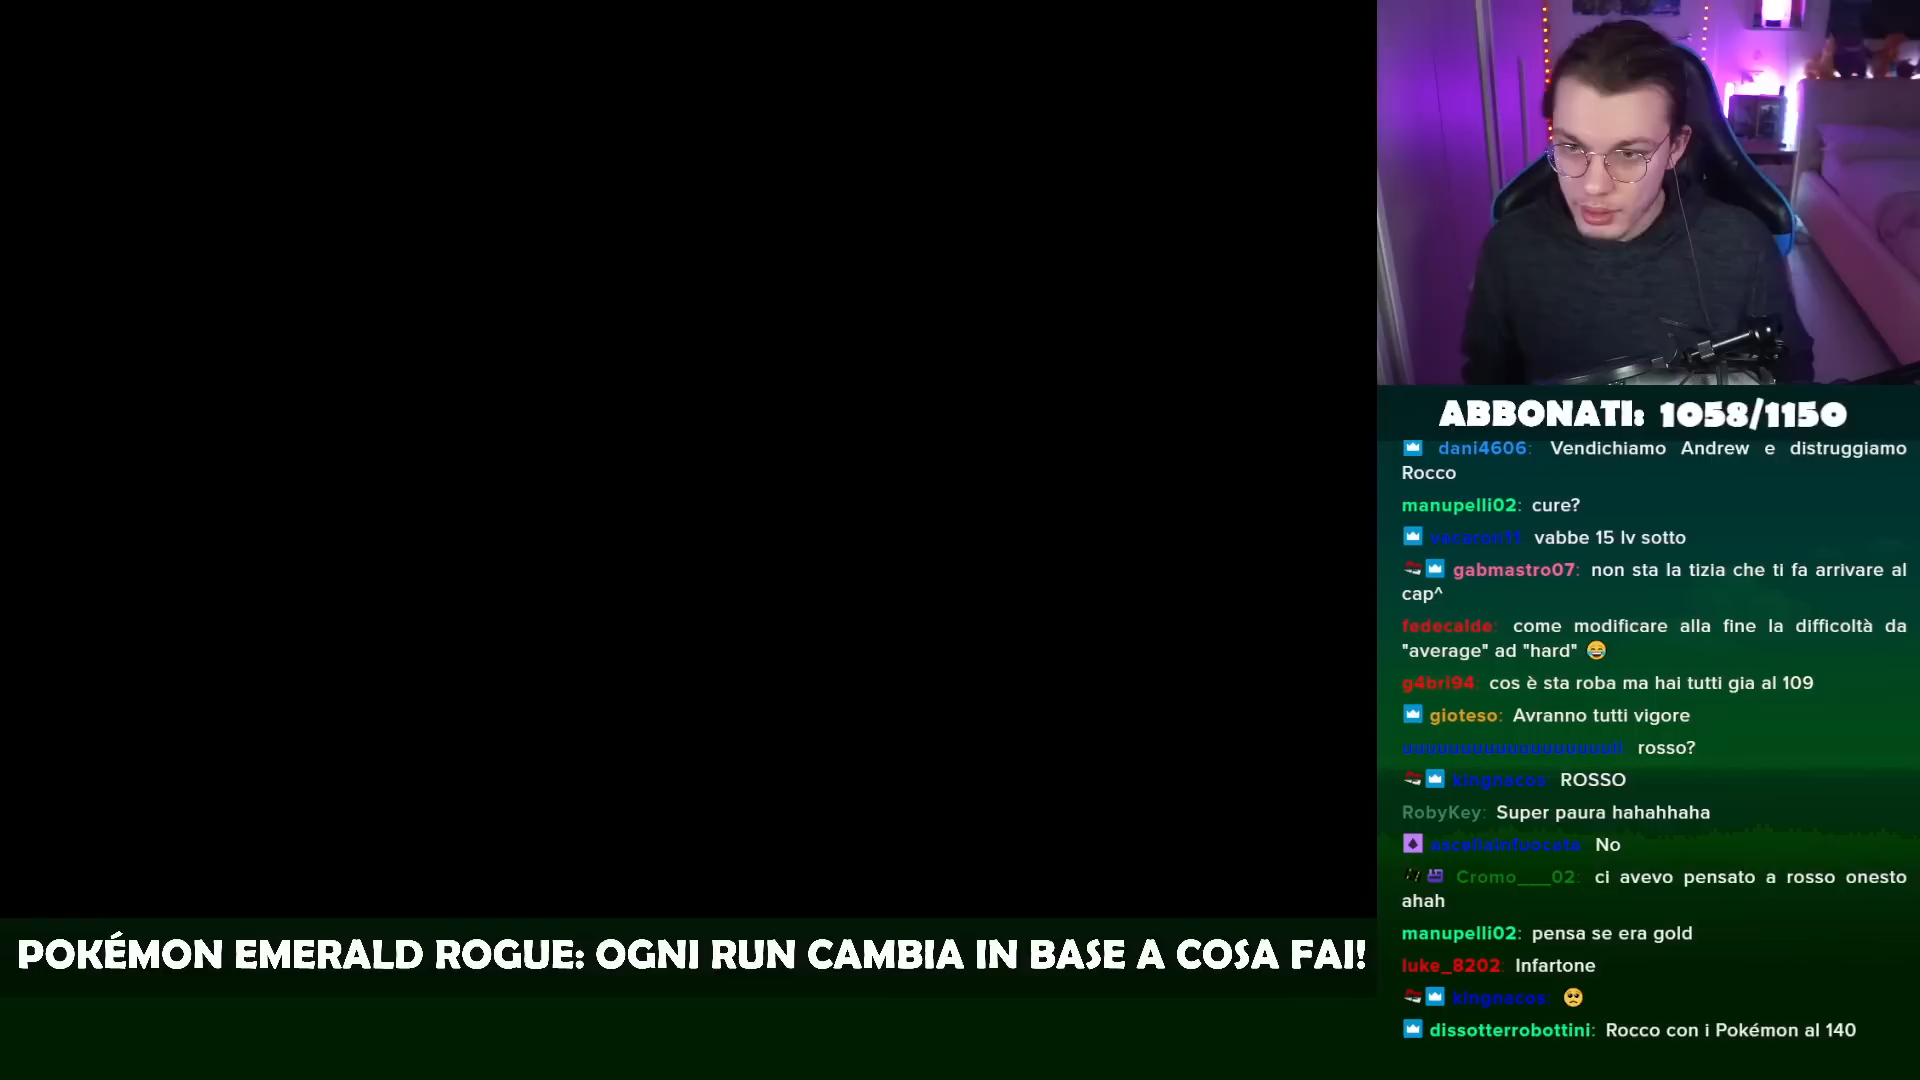 ABBONATI: 1058/1150
dani4606: Vendichiamo Andrew e distruggiamo
Rocco
manupelli02: cure?
vacaron11: vabbe 15 lv sotto
gabmastro07: non sta la tizia che ti fa arrivare al
cap^
fedecalde: come modificare alla fine la difficoltà da
"average" ad "hard" 😂
g4bri94: cos è sta roba ma hai tutti gia al 109
gioteso: Avranno tutti vigore
rosso?
kingnacos: ROSSO
RobyKey: Super paura hahahhaha
ascellainfuocata: No
Cromo___02: ci avevo pensato a rosso onesto
ahah
manupelli02: pensa se era gold
luke_8202: Infartone
kingnacos: 🥺
dissotterrobottini: Rocco con i Pokémon al 140
POKÉMON EMERALD ROGUE: OGNI RUN CAMBIA IN BASE A COSA FAI!